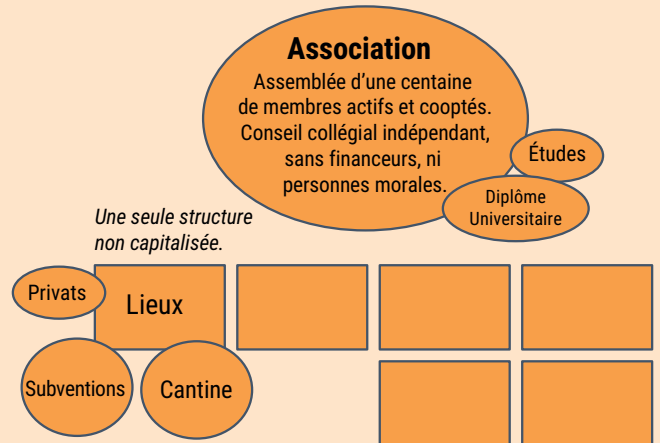 Association
Assemblée d'une centaine
de membres actifs et cooptés.
Conseil collégial indépendant,
sans financeurs, ni
personnes morales.
Études
Diplôme
Universitaire
Une seule structure
non capitalisée.
Privats
Lieux
Subventions
Cantine